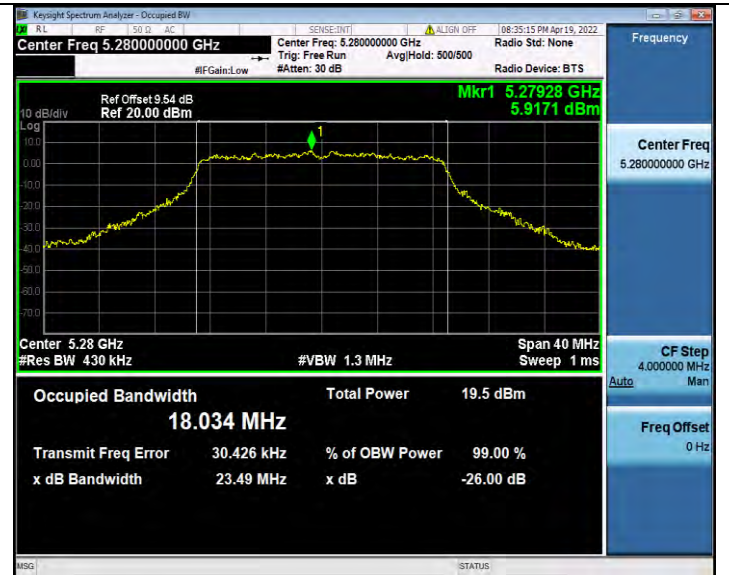 Keysight Spectrum Analyzer - Occupied BW
RL RF 50 Ω AC SENSE:INT ALIGN OFF 08:35:15 PM Apr 19, 2022
Center Freq 5.280000000 GHz
Center Freq: 5.280000000 GHz
Radio Std: None
Trig: Free Run Avg|Hold: 500/500
#IFGain:Low
#Atten: 30 dB
Radio Device: BTS
Frequency
Ref Offset 9.54 dB
Mkr1 5.27928 GHz
10 dB/div
Ref 20.00 dBm
5.9171 dBm
Log
10.0
0.00
-10.0
-20.0
-30.0
-40.0
-50.0
-60.0
-70.0
1
Center 5.28 GHz
Span 40 MHz
#Res BW 430 kHz
#VBW 1.3 MHz
Sweep 1 ms
Occupied Bandwidth
Total Power 19.5 dBm
18.034 MHz
Transmit Freq Error 30.426 kHz
% of OBW Power 99.00 %
x dB Bandwidth 23.49 MHz
x dB -26.00 dB
Center Freq
5.280000000 GHz
CF Step
4.000000 MHz
Auto Man
Freq Offset
0 Hz
MSG
STATUS